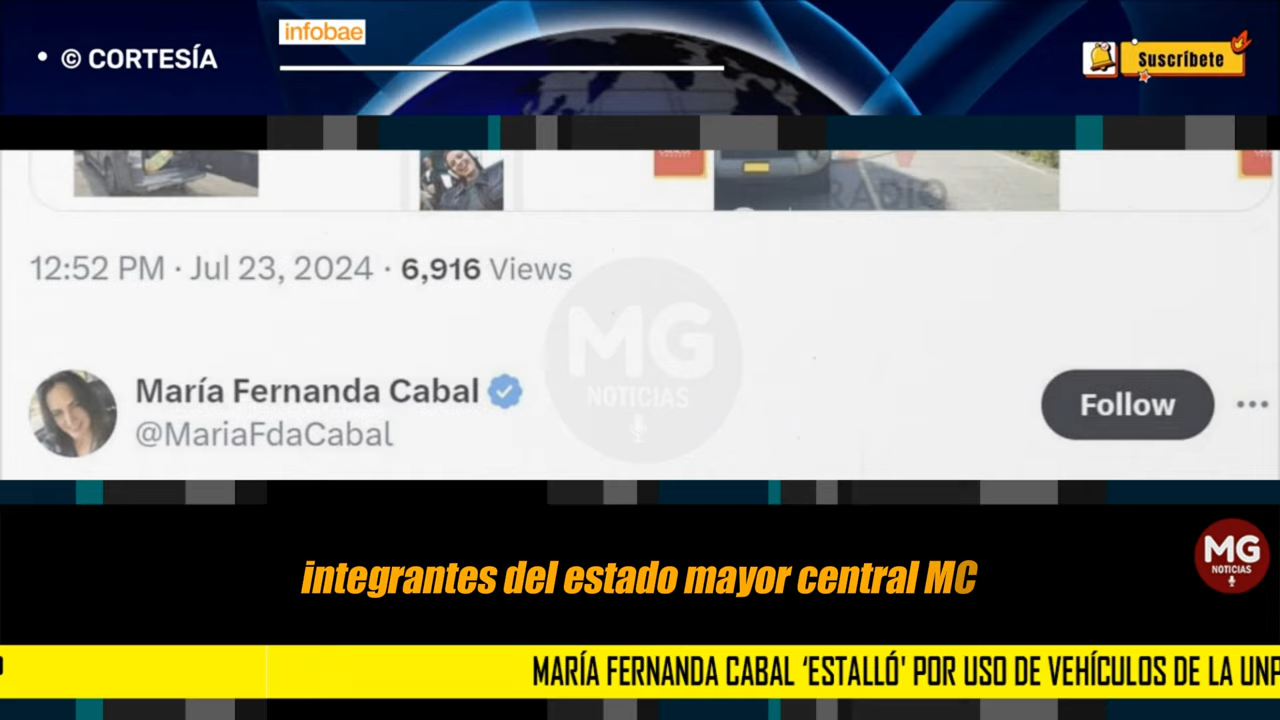 infobae
• © CORTESÍA
Suscríbete
RADIO
12:52 PM · Jul 23, 2024 · 6,916 Views
MG
NOTICIAS
María Fernanda Cabal
@MariaFdaCabal
Follow
integrantes del estado mayor central MC
MG
NOTICIAS
MARÍA FERNANDA CABAL ‘ESTALLÓ' POR USO DE VEHÍCULOS DE LA UNP